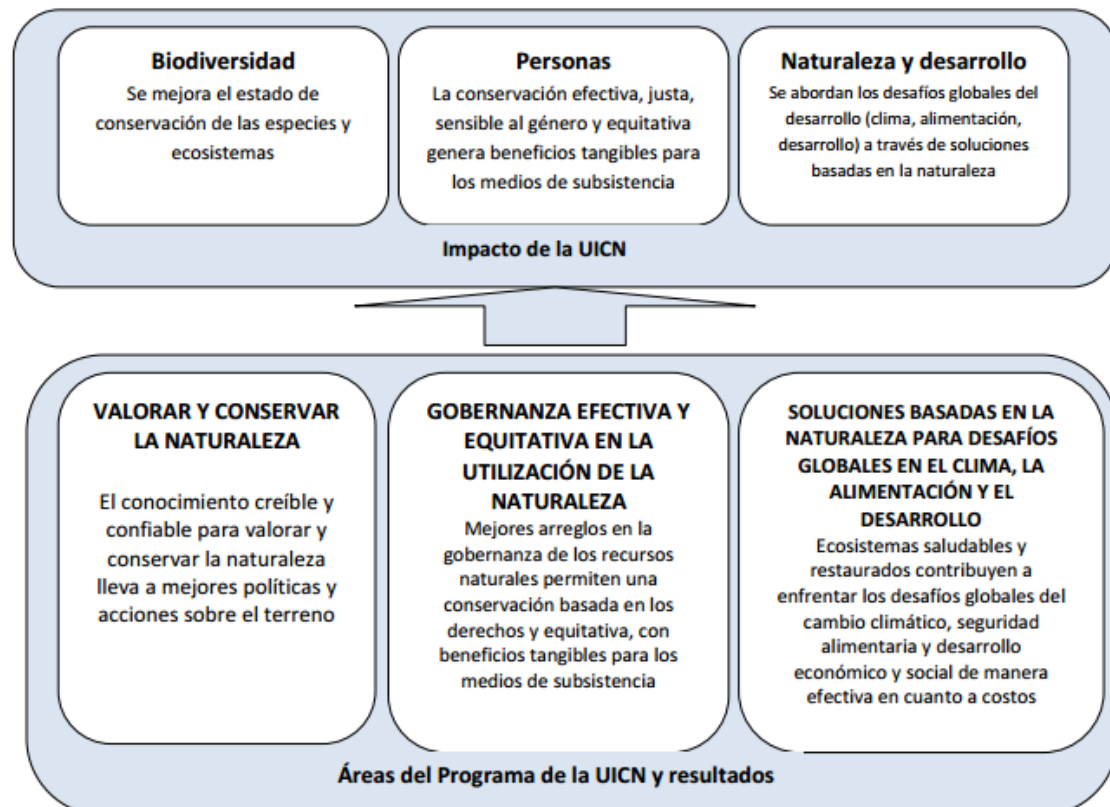 Biodiversidad
Se mejora el estado de
conservación de las especies y
ecosistemas
Personas
La conservación efectiva, justa,
sensible al género y equitativa
genera beneficios tangibles para
los medios de subsistencia
Naturaleza y desarrollo
Se abordan los desafíos globales del
desarrollo (clima, alimentación,
desarrollo) a través de soluciones
basadas en la naturaleza
Impacto de la UICN
VALORAR Y CONSERVAR
LA NATURALEZA
El conocimiento creíble y
confiable para valorar y
conservar la naturaleza
lleva a mejores políticas y
acciones sobre el terreno
GOBERNANZA EFECTIVA Y
EQUITATIVA EN LA
UTILIZACIÓN DE LA
NATURALEZA
Mejores arreglos en la
gobernanza de los recursos
naturales permiten una
conservación basada en los
derechos y equitativa, con
beneficios tangibles para los
medios de subsistencia
SOLUCIONES BASADAS EN LA
NATURALEZA PARA DESAFÍOS
GLOBALES EN EL CLIMA, LA
ALIMENTACIÓN Y EL
DESARROLLO
Ecosistemas saludables y
restaurados contribuyen a
enfrentar los desafíos globales del
cambio climático, seguridad
alimentaria y desarrollo
económico y social de manera
efectiva en cuanto a costos
Áreas del Programa de la UICN y resultados